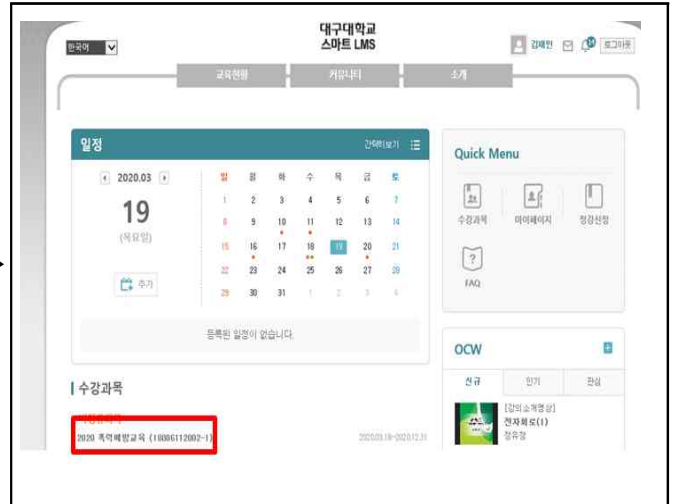 대구대학교
스마트 LMS
한국어
로그아웃
교육현황 커뮤니티 소개
일정
간략히보기
2020.03
19
(목요일)
추가
일 월 화 수 목 금 토
1 2 3 4 5 6 7
8 9 10 11 12 13 14
15 16 17 18 19 20 21
22 23 24 25 26 27 28
29 30 31 1 2 3 4
등록된 일정이 없습니다.
Quick Menu
수강과목 마이페이지 청강신청
FAQ
수강과목
2020 폭력예방교육 (18086112002-1)
2020.03.18~2020.12.31
OCW
신규 인기 관심
[강의소개영상]
전자회로(1)
정유정